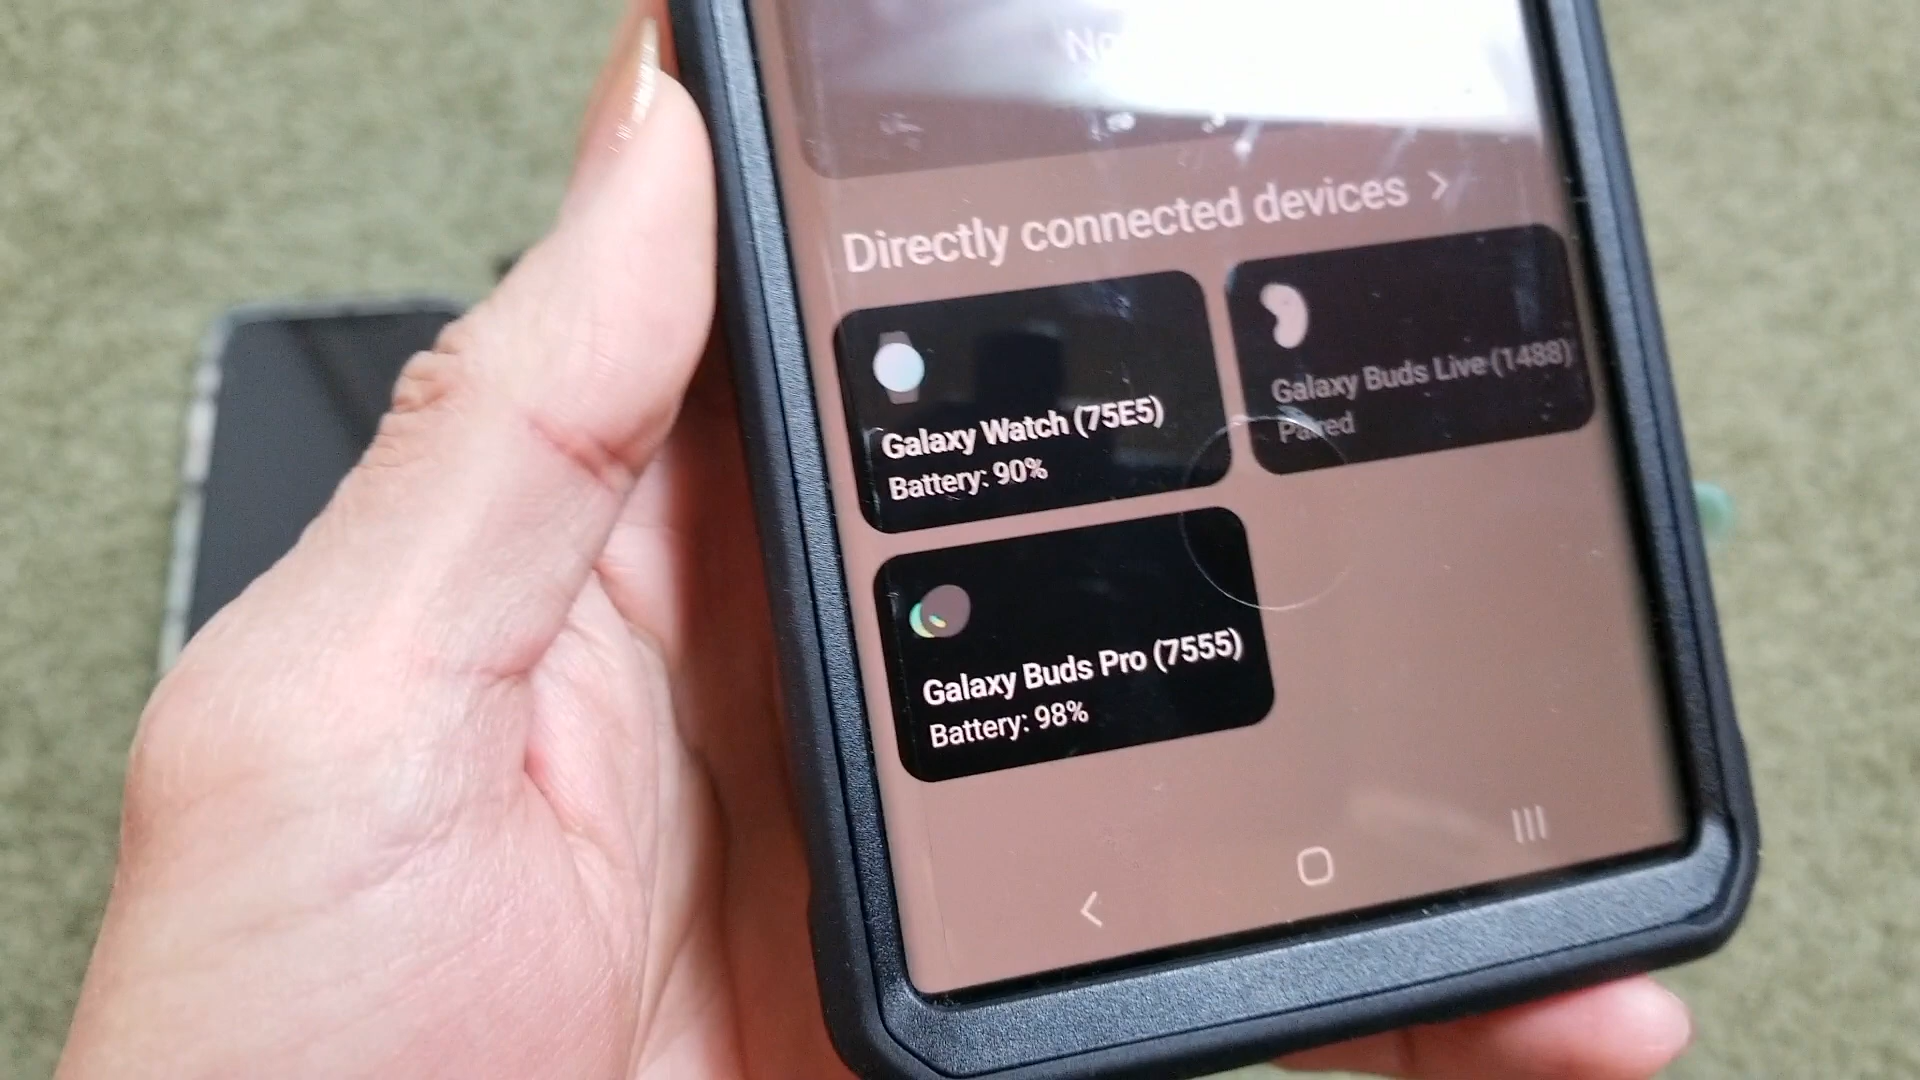 Directly connected devices
Galaxy Watch (75E5)
Battery: 90%
Galaxy Buds Live (1488)
Paired
Galaxy Buds Pro (7555)
Battery: 98%